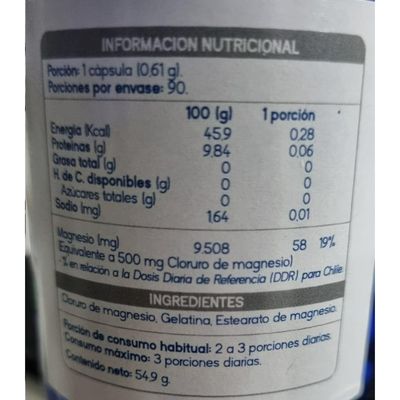 INFORMACION NUTRICIONAL
Porción: 1 cápsula (0,61 g).
Porciones por envase: 90.
100 (g) 1 porción
Energía (Kcal) 45,9 0,28
Proteínas (g) 9,84 0,06
Grasa total (g) 0 0
H. de C. disponibles (g) 0 0
Azúcares totales (g) 0 0
Sodio (mg) 164 0,01
Magnesio (mg) 9.508 58 19%
Equivalente a 500 mg Cloruro de magnesio)
*% en relación a la Dosis Diaria de Referencia (DDR) para Chile
INGREDIENTES
Cloruro de magnesio, Gelatina, Estearato de magnesio.
Porción de consumo habitual: 2 a 3 porciones diarias.
Consumo máximo: 3 porciones diarias.
Contenido neto: 54,9 g.